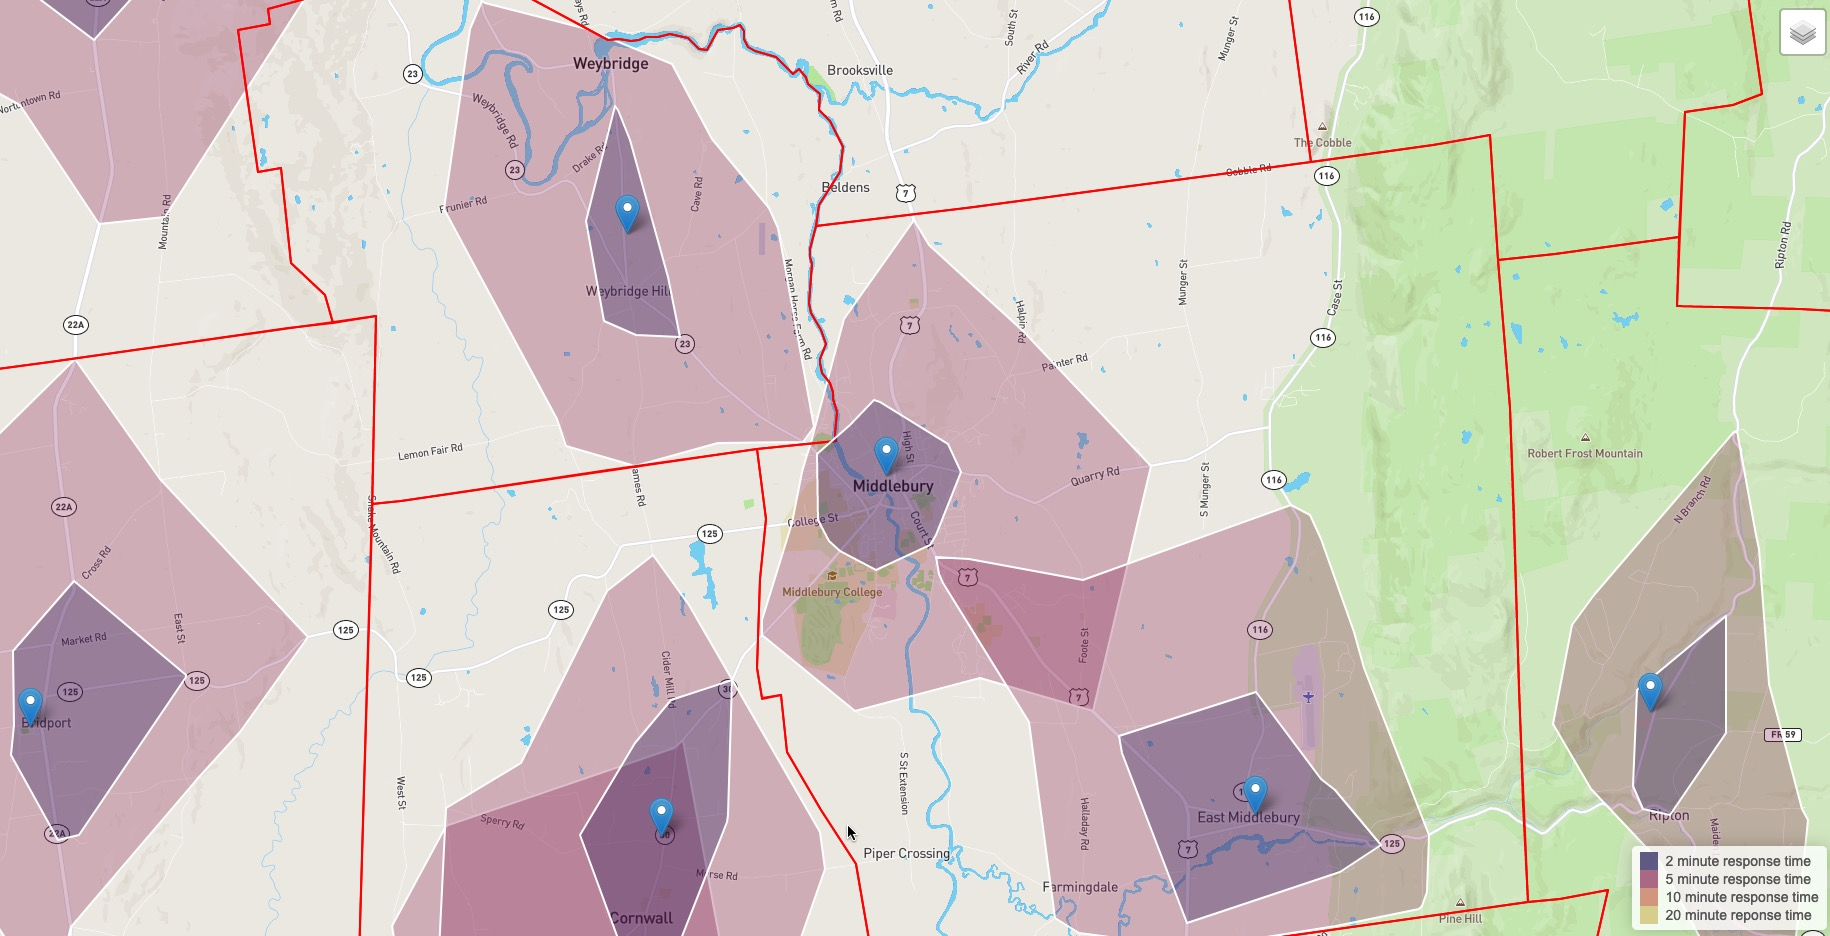 116
23
Weybridge
Brooksville
South St
River Rd
Munger St
Weybridge Rd
Drake Rd
23
Prunier Rd
Cave Rd
Mountain Rd
Beldens
7
The Cobble
Cobble Rd
116
Ripton Rd
Weybridge Hill
Morgan Horse Farm Rd
22A
23
7
Painter Rd
Munger St
Case St
116
Lemon Fair Rd
High St
Middlebury
Quarry Rd
S Munger St
116
Robert Frost Mountain
N Branch Rd
22A
Cross Rd
Snake Mountain Rd
James Rd
125
College St
Court St
Middlebury College
7
Market Rd
East St
125
125
Foote St
116
125
125
125
Bridport
Cider Mill Rd
30
7
FR 59
22A
West St
Sperry Rd
30
Morse Rd
Cornwall
S St Extension
Piper Crossing
Halladay Rd
Farmingdale
East Middlebury
7
125
Ripton
Pine Hill
2 minute response time
5 minute response time
10 minute response time
20 minute reponse time